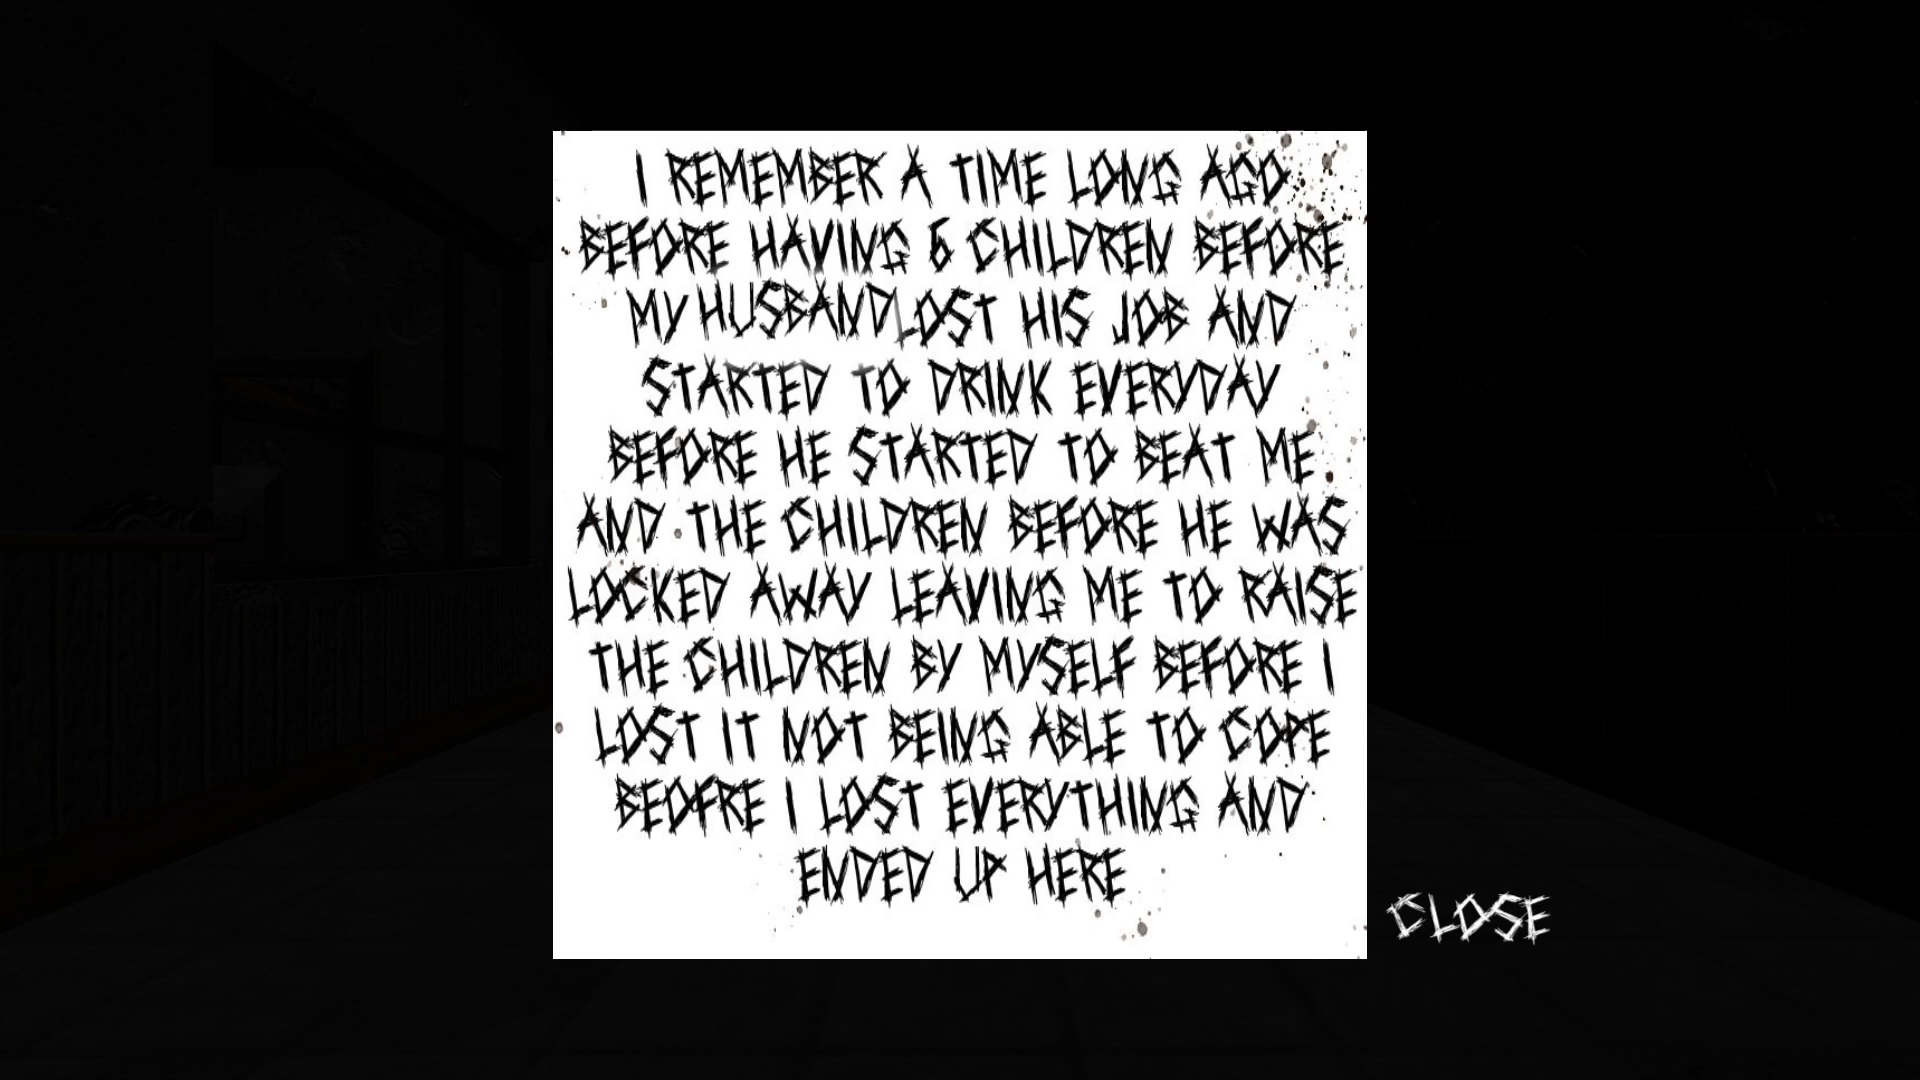 I REMEMBER A TIME LONG AGO
BEFORE HAVING 6 CHILDREN BEFORE
MY HUSBAND LOST HIS JOB AND
STARTED TO DRINK EVERYDAY
BEFORE HE STARTED TO BEAT ME
AND THE CHILDREN BEFORE HE WAS
LOCKED AWAY LEAVING ME TO RAISE
THE CHILDREN BY MYSELF BEFORE I
LOST IT NOT BEING ABLE TO COPE
BEOFRE I LOST EVERYTHING AND
ENDED UP HERE
CLOSE